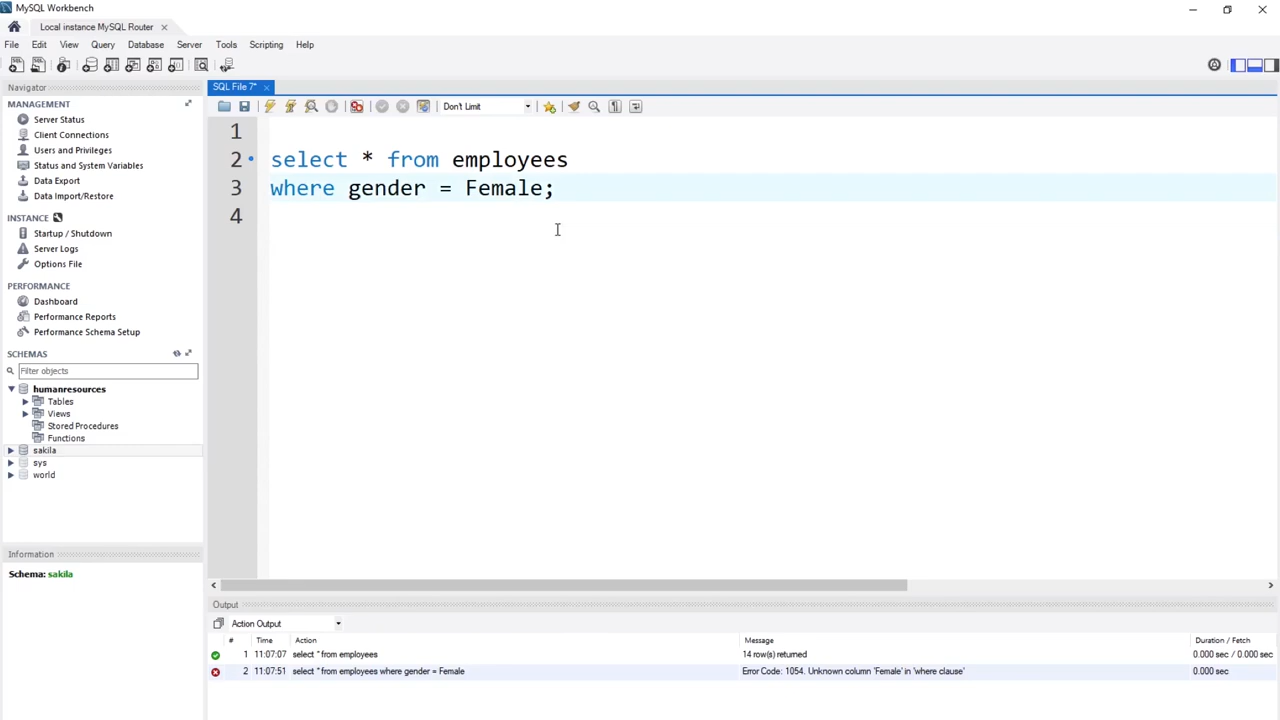 MySQL Workbench
Local instance MySQL Router
File Edit View Query Database Server Tools Scripting Help
Navigator
MANAGEMENT
Server Status
Client Connections
Users and Privileges
Status and System Variables
Data Export
Data Import/Restore
INSTANCE
Startup / Shutdown
Server Logs
Options File
PERFORMANCE
Dashboard
Performance Reports
Performance Schema Setup
SCHEMAS
Filter objects
humanresources
Tables
Views
Stored Procedures
Functions
sakila
sys
world
Information
Schema: sakila
SQL File 7*
Don't Limit
1
2 select * from employees
3 where gender = Female;
4
Output
Action Output
# Time Action Message Duration / Fetch
1 11:07:07 select * from employees 14 row(s) returned 0.000 sec / 0.000 sec
2 11:07:51 select * from employees where gender = Female Error Code: 1054. Unknown column 'Female' in 'where clause' 0.000 sec